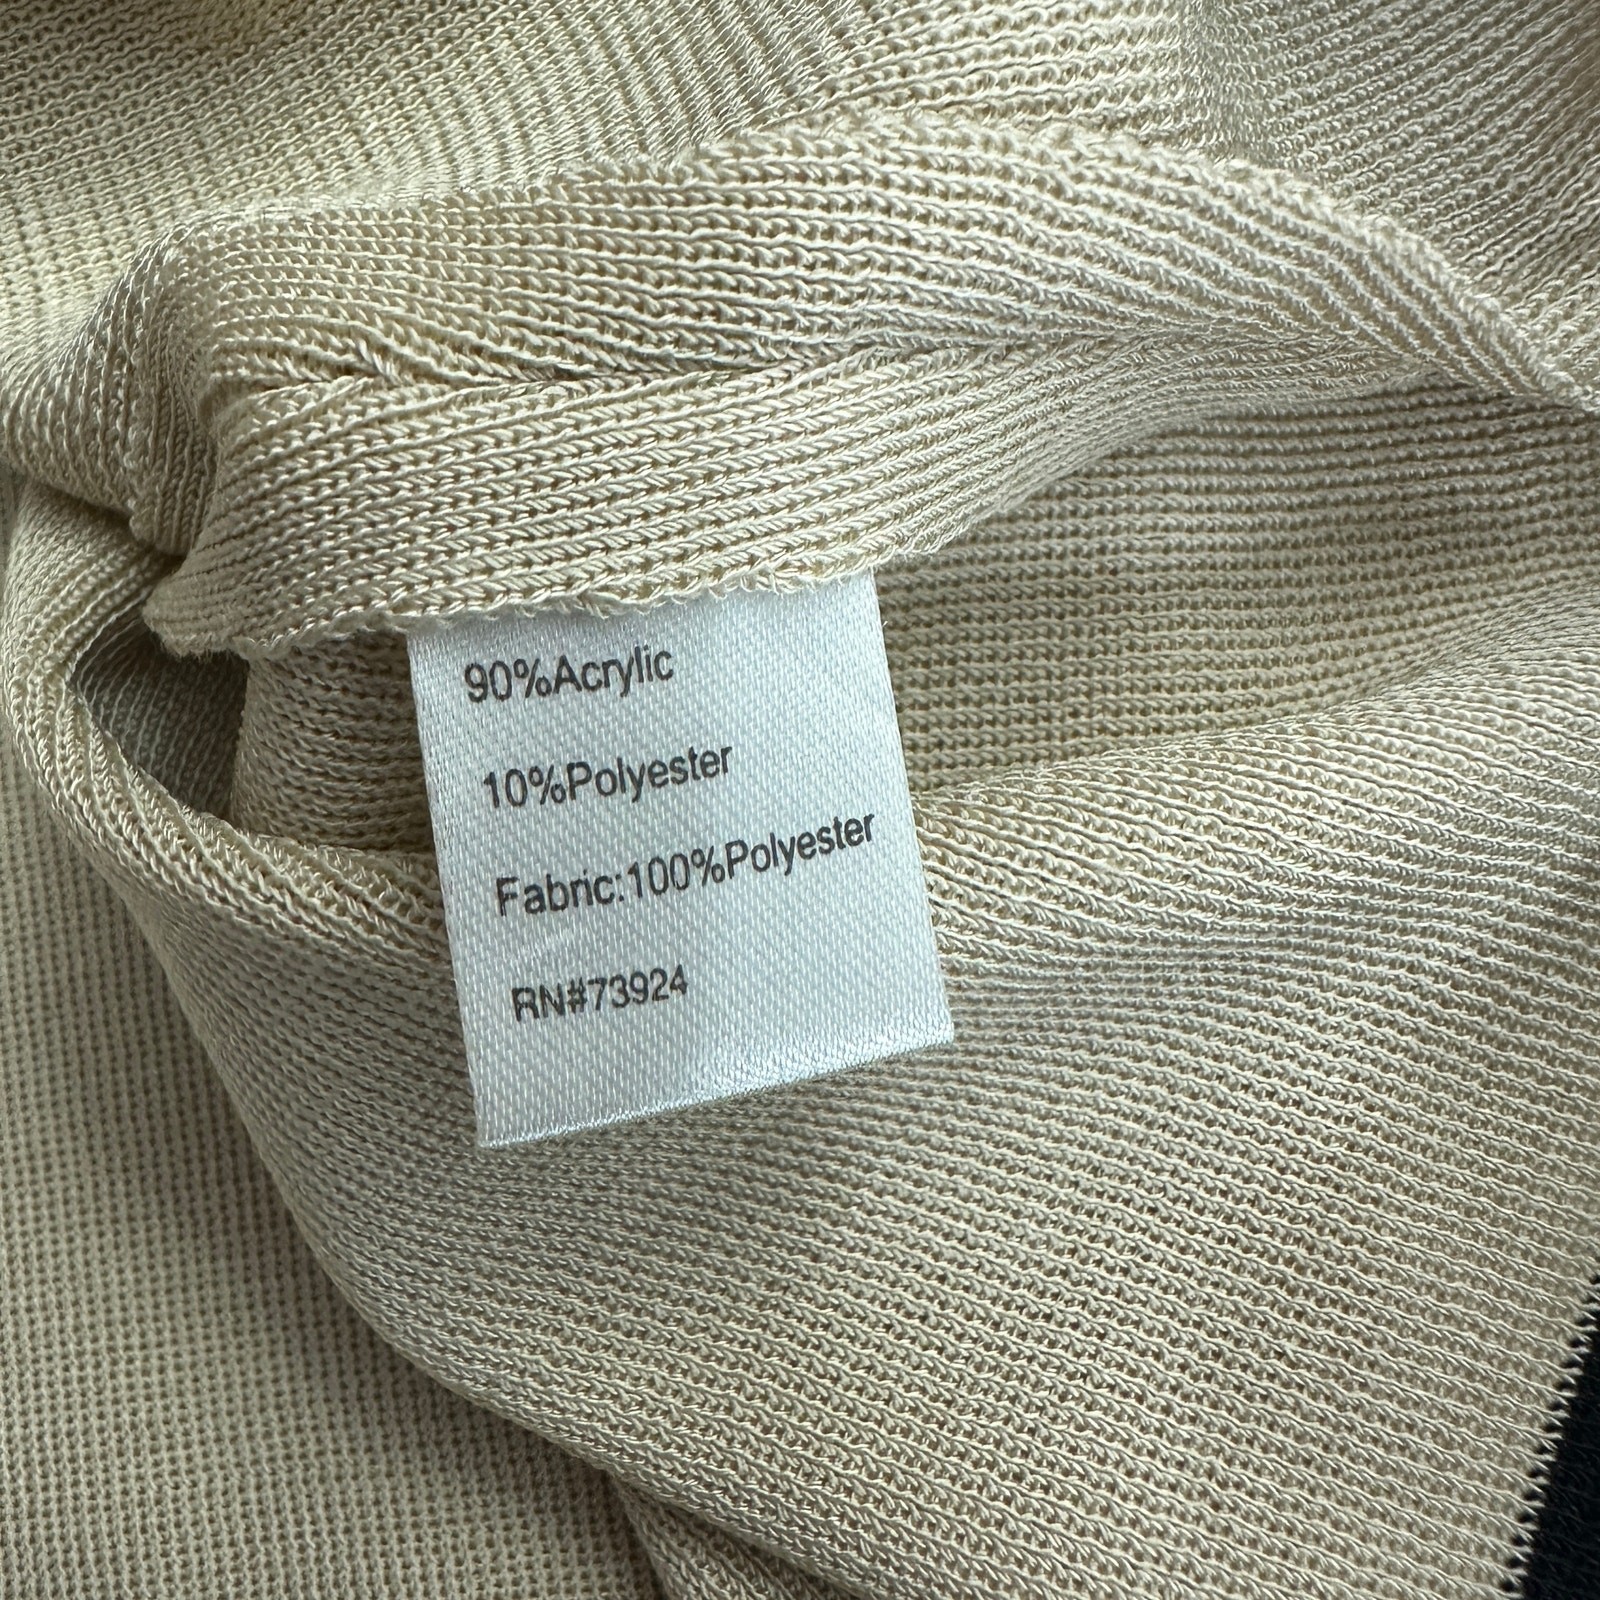 90%Acrylic
10%Polyester
Fabric:100%Polyester
RN#73924